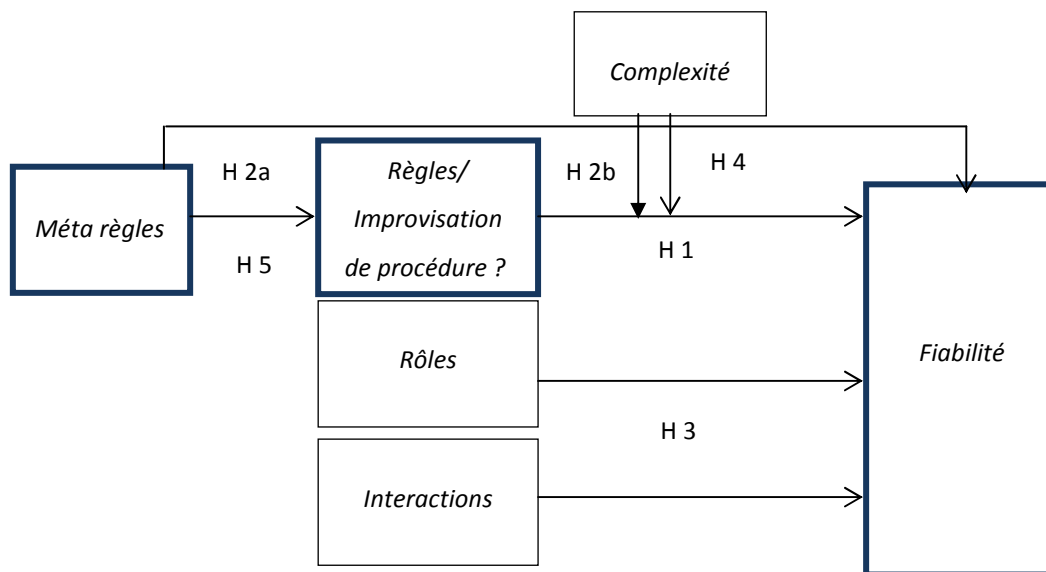 Complexité
H 2a
Règles/
H 2b
H 4
Méta règles
Improvisation
H 5
de procédure ?
H 1
Rôles
Fiabilité
H 3
Interactions